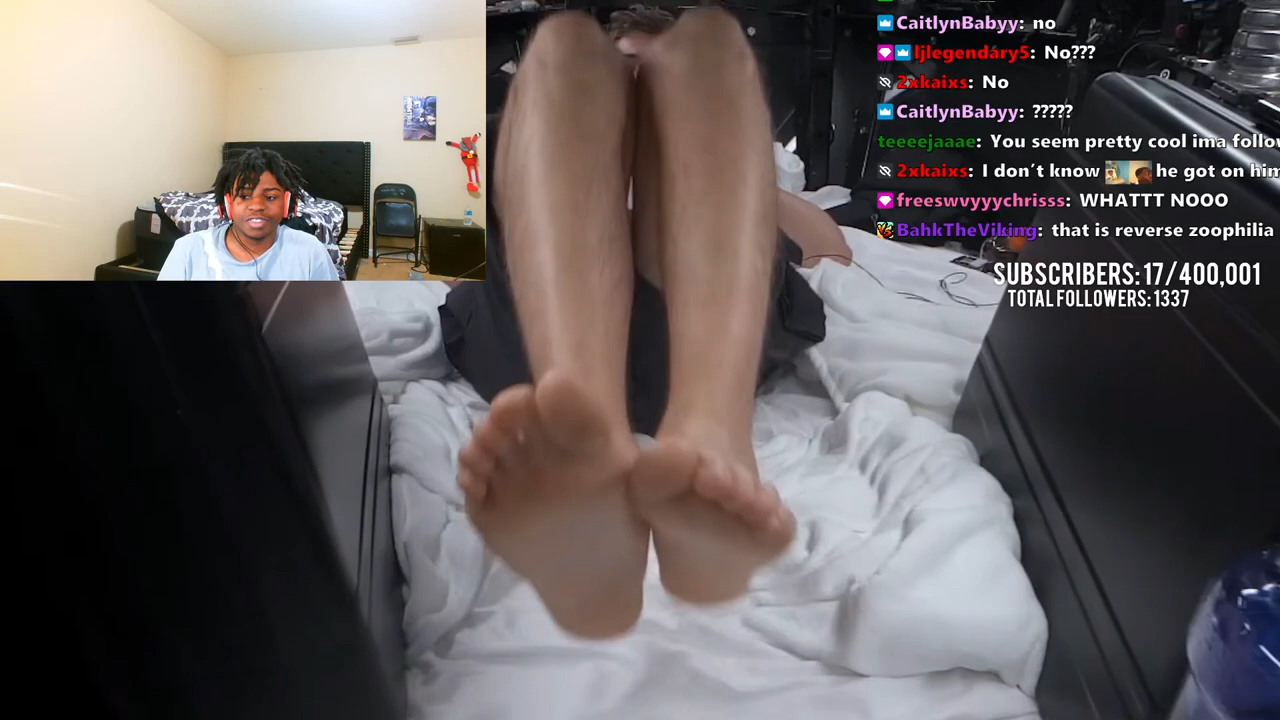 CaitlynBabyy: no
ljlegendary5: No???
2xkaixs: No
CaitlynBabyy: ?????
teeeejaaae: You seem pretty cool ima follow
2xkaixs: I don't know he got on him
freeswvyyychrisss: WHATTT NOOO
BahkTheViking: that is reverse zoophilia
SUBSCRIBERS: 17/400,001
TOTAL FOLLOWERS: 1337